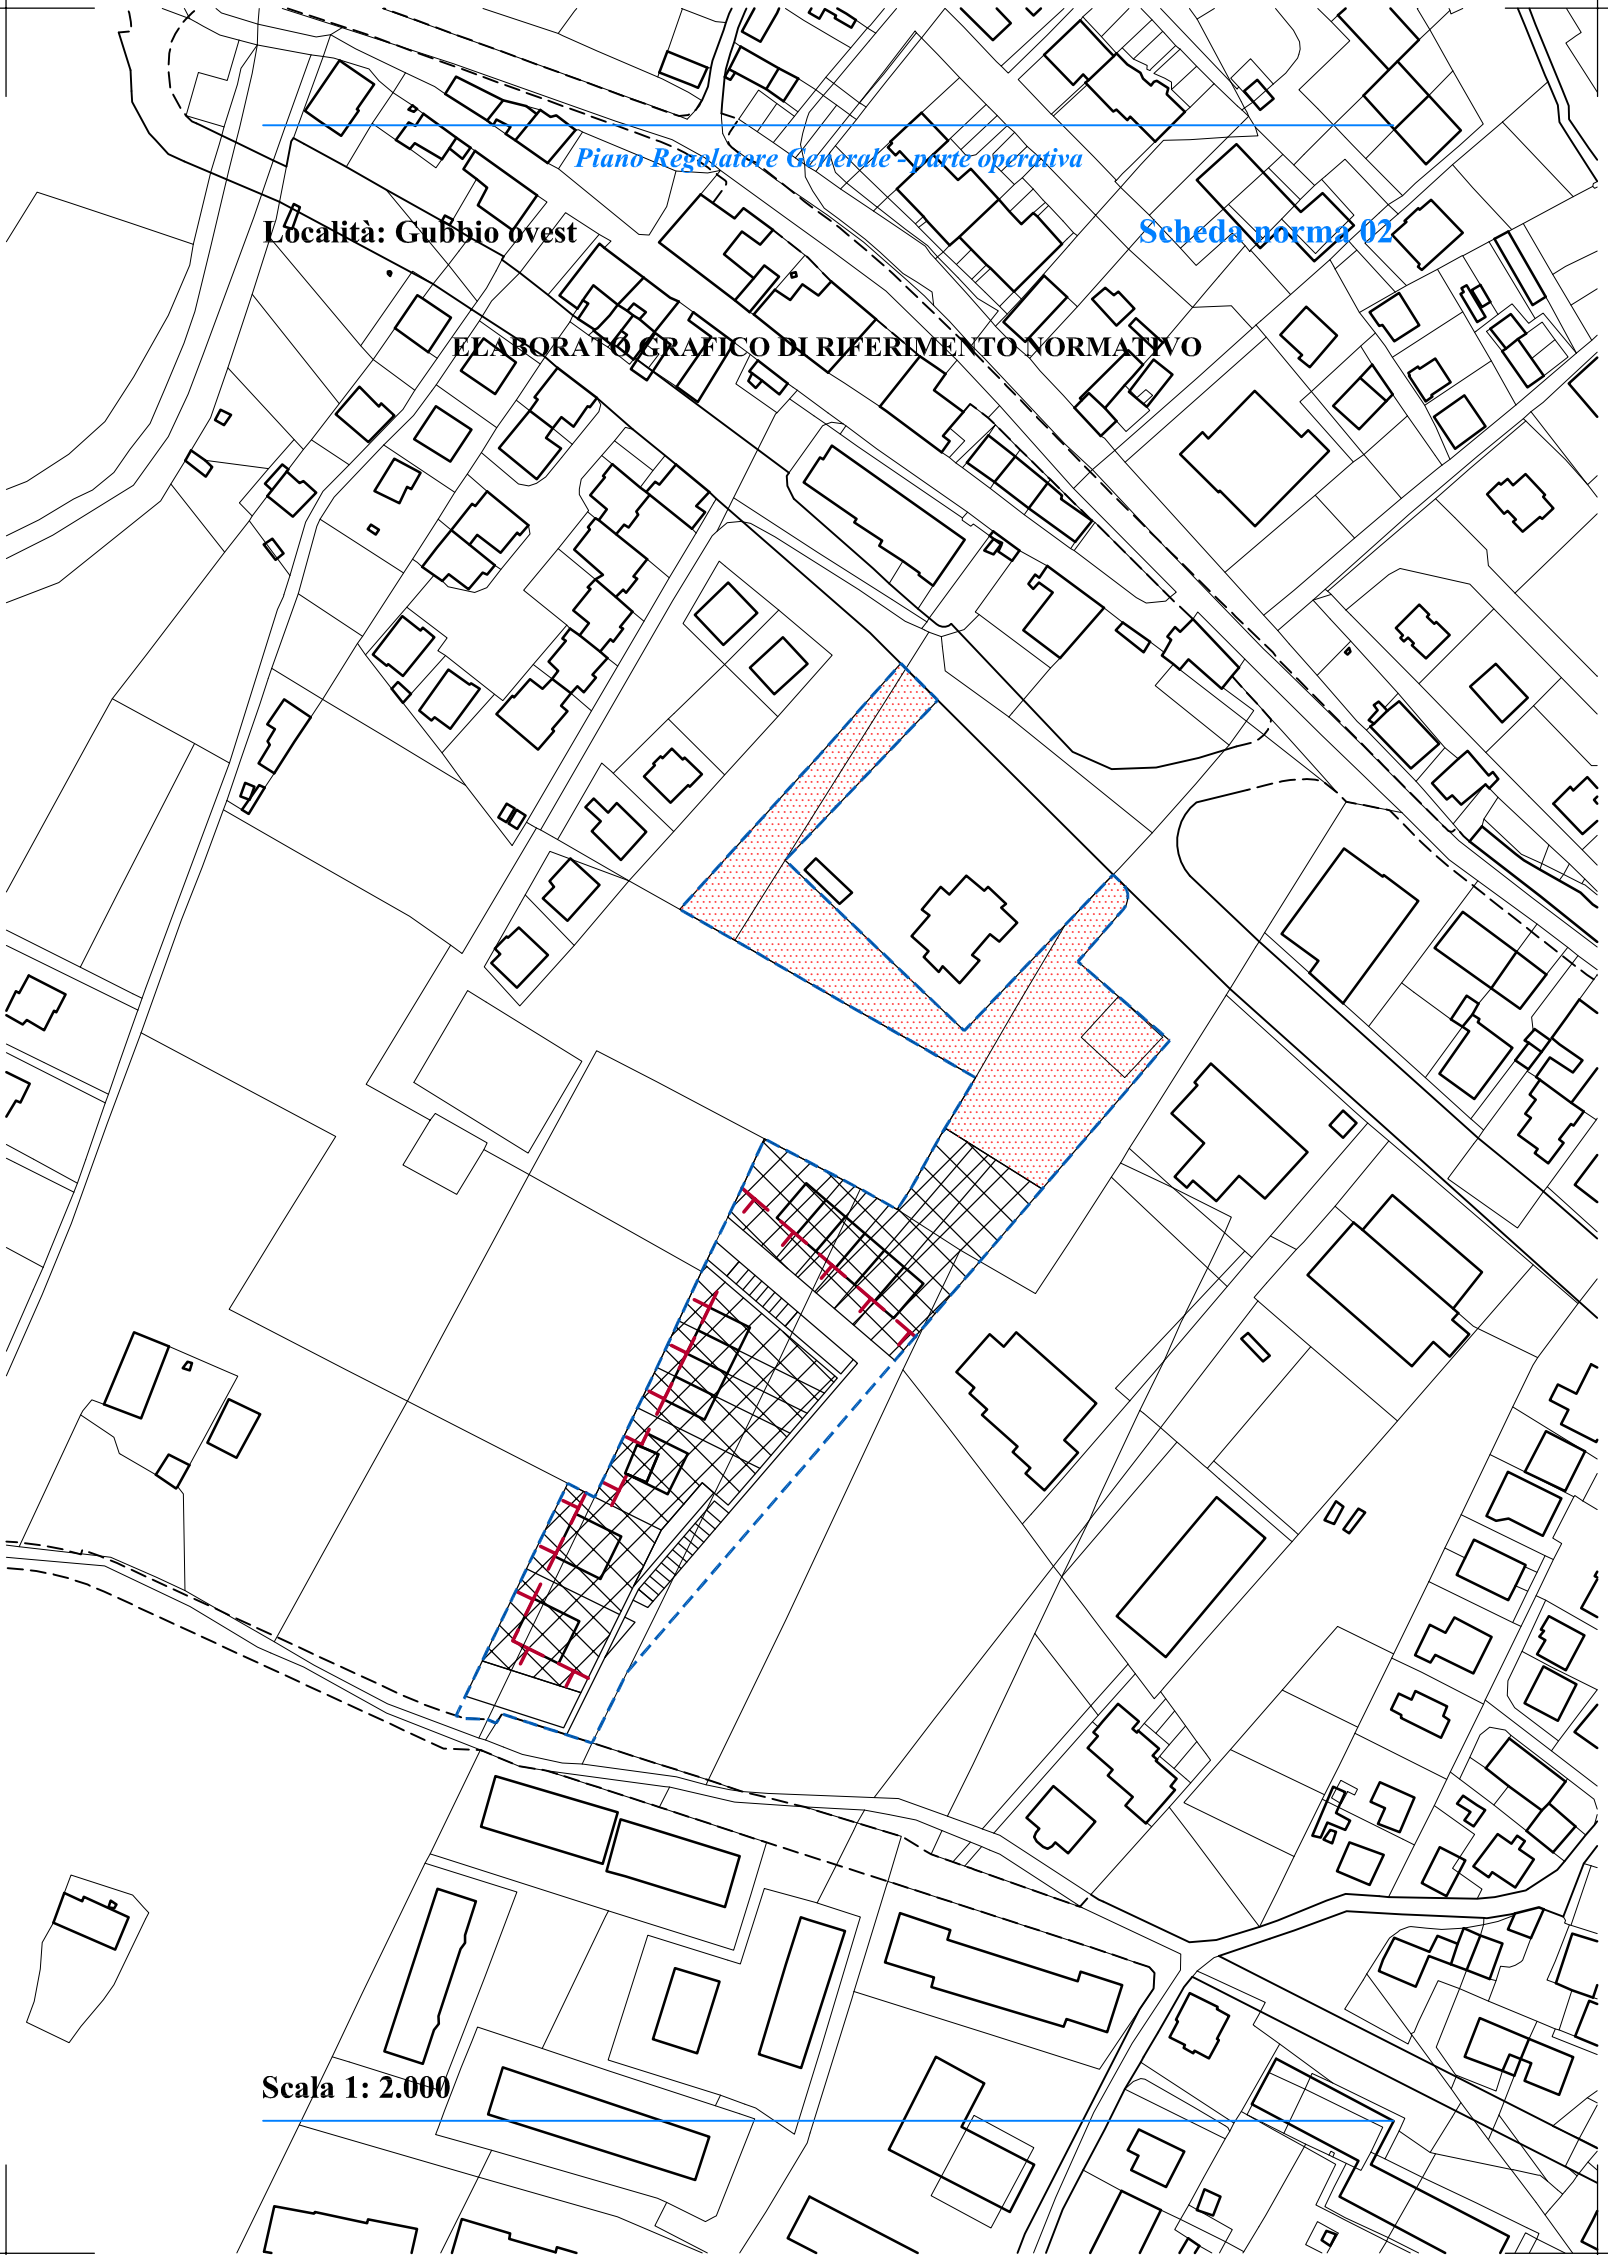 Piano Regolatore Generale - parte operativa
Località: Gubbio ovest
Scheda norma 02
ELABORATO GRAFICO DI RIFERIMENTO NORMATIVO
Scala 1: 2.000